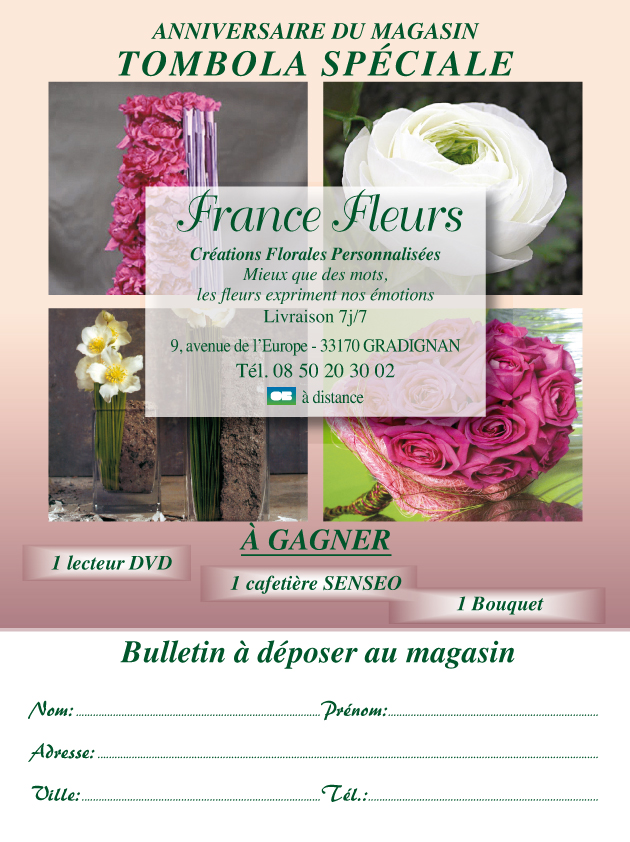 ANNIVERSAIRE DU MAGASIN
TOMBOLA SPÉCIALE
France Fleurs
Créations Florales Personnalisées
Mieux que des mots,
les fleurs expriment nos émotions
Livraison 7j/7
9, avenue de l'Europe - 33170 GRADIGNAN
Tél. 08 50 20 30 02
CB à distance
À GAGNER
1 lecteur DVD
1 cafetière SENSEO
1 Bouquet
Bulletin à déposer au magasin
Nom: Prénom:
Adresse:
Ville: Tél.: